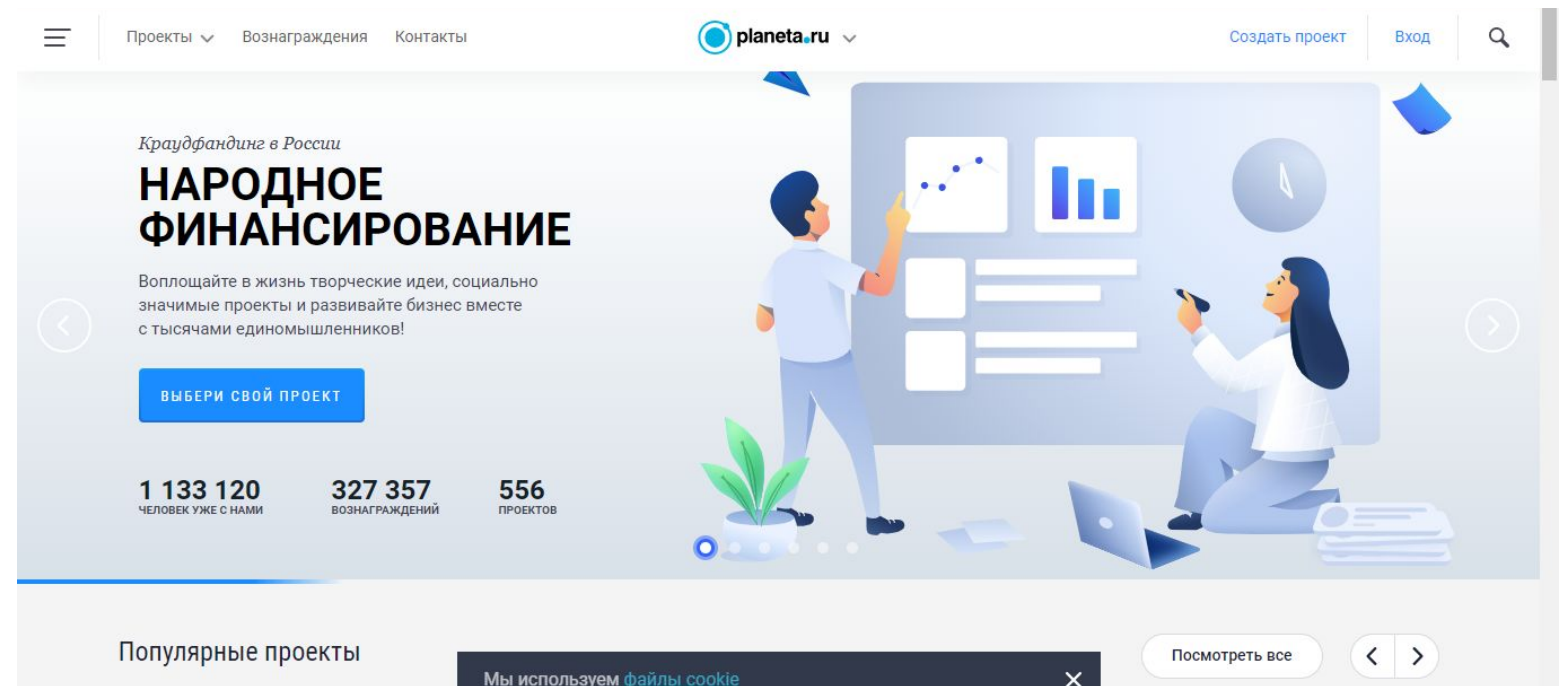 Проекты
Вознаграждения
Контакты
planeta.ru
Создать проект
Вход
Краудфандинг в России
НАРОДНОЕ
ФИНАНСИРОВАНИЕ
Воплощайте в жизнь творческие идеи, социально
значимые проекты и развивайте бизнес вместе
с тысячами единомышленников!
ВЫБЕРИ СВОЙ ПРОЕКТ
1 133 120
ЧЕЛОВЕК УЖЕ С НАМИ
327 357
ВОЗНАГРАЖДЕНИЙ
556
ПРОЕКТОВ
Популярные проекты
Посмотреть все
Мы используем файлы cookie